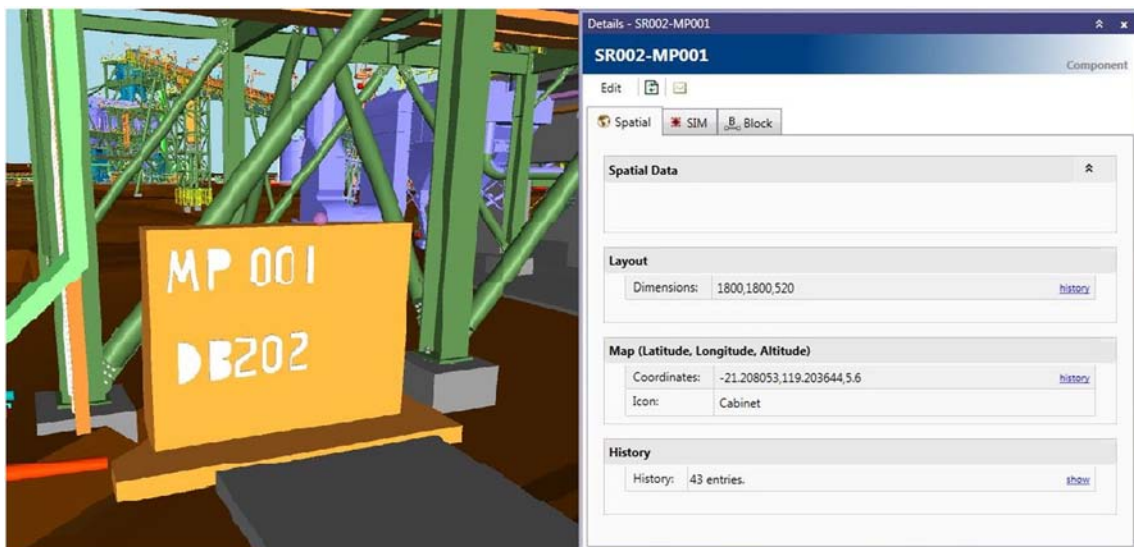 MP 001
DB202
Details - SR002-MP001
SR002-MP001
Component
Edit
Spatial SIM B Block
Spatial Data
Layout
Dimensions: 1800,1800,520 history
Map (Latitude, Longitude, Altitude)
Coordinates: -21.208053,119.203644,5.6 history
Icon: Cabinet
History
History: 43 entries. show